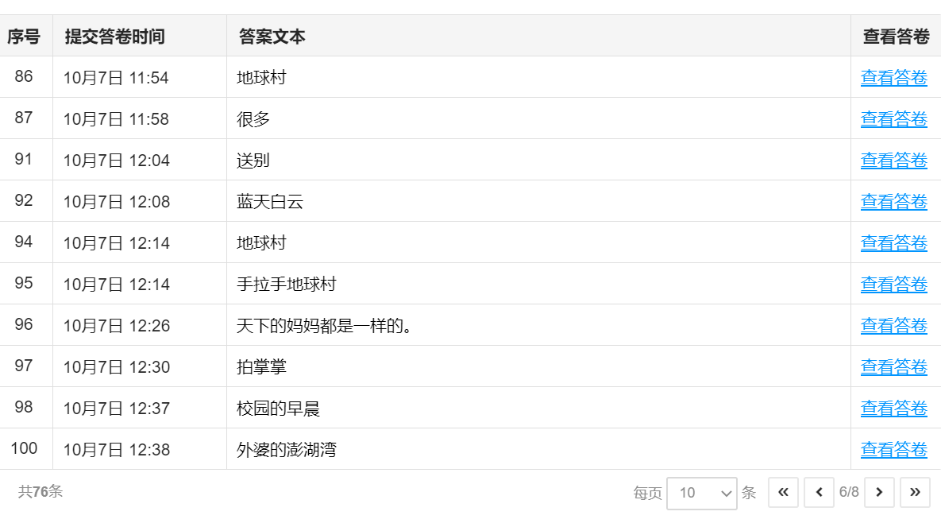 序号 提交答卷时间 答案文本 查看答卷
86 10月7日 11:54 地球村 查看答卷
87 10月7日 11:58 很多 查看答卷
91 10月7日 12:04 送别 查看答卷
92 10月7日 12:08 蓝天白云 查看答卷
94 10月7日 12:14 地球村 查看答卷
95 10月7日 12:14 手拉手地球村 查看答卷
96 10月7日 12:26 天下的妈妈都是一样的。 查看答卷
97 10月7日 12:30 拍掌掌 查看答卷
98 10月7日 12:37 校园的早晨 查看答卷
100 10月7日 12:38 外婆的澎湖湾 查看答卷
共76条 每页 10 条 « ‹ 6/8 › »